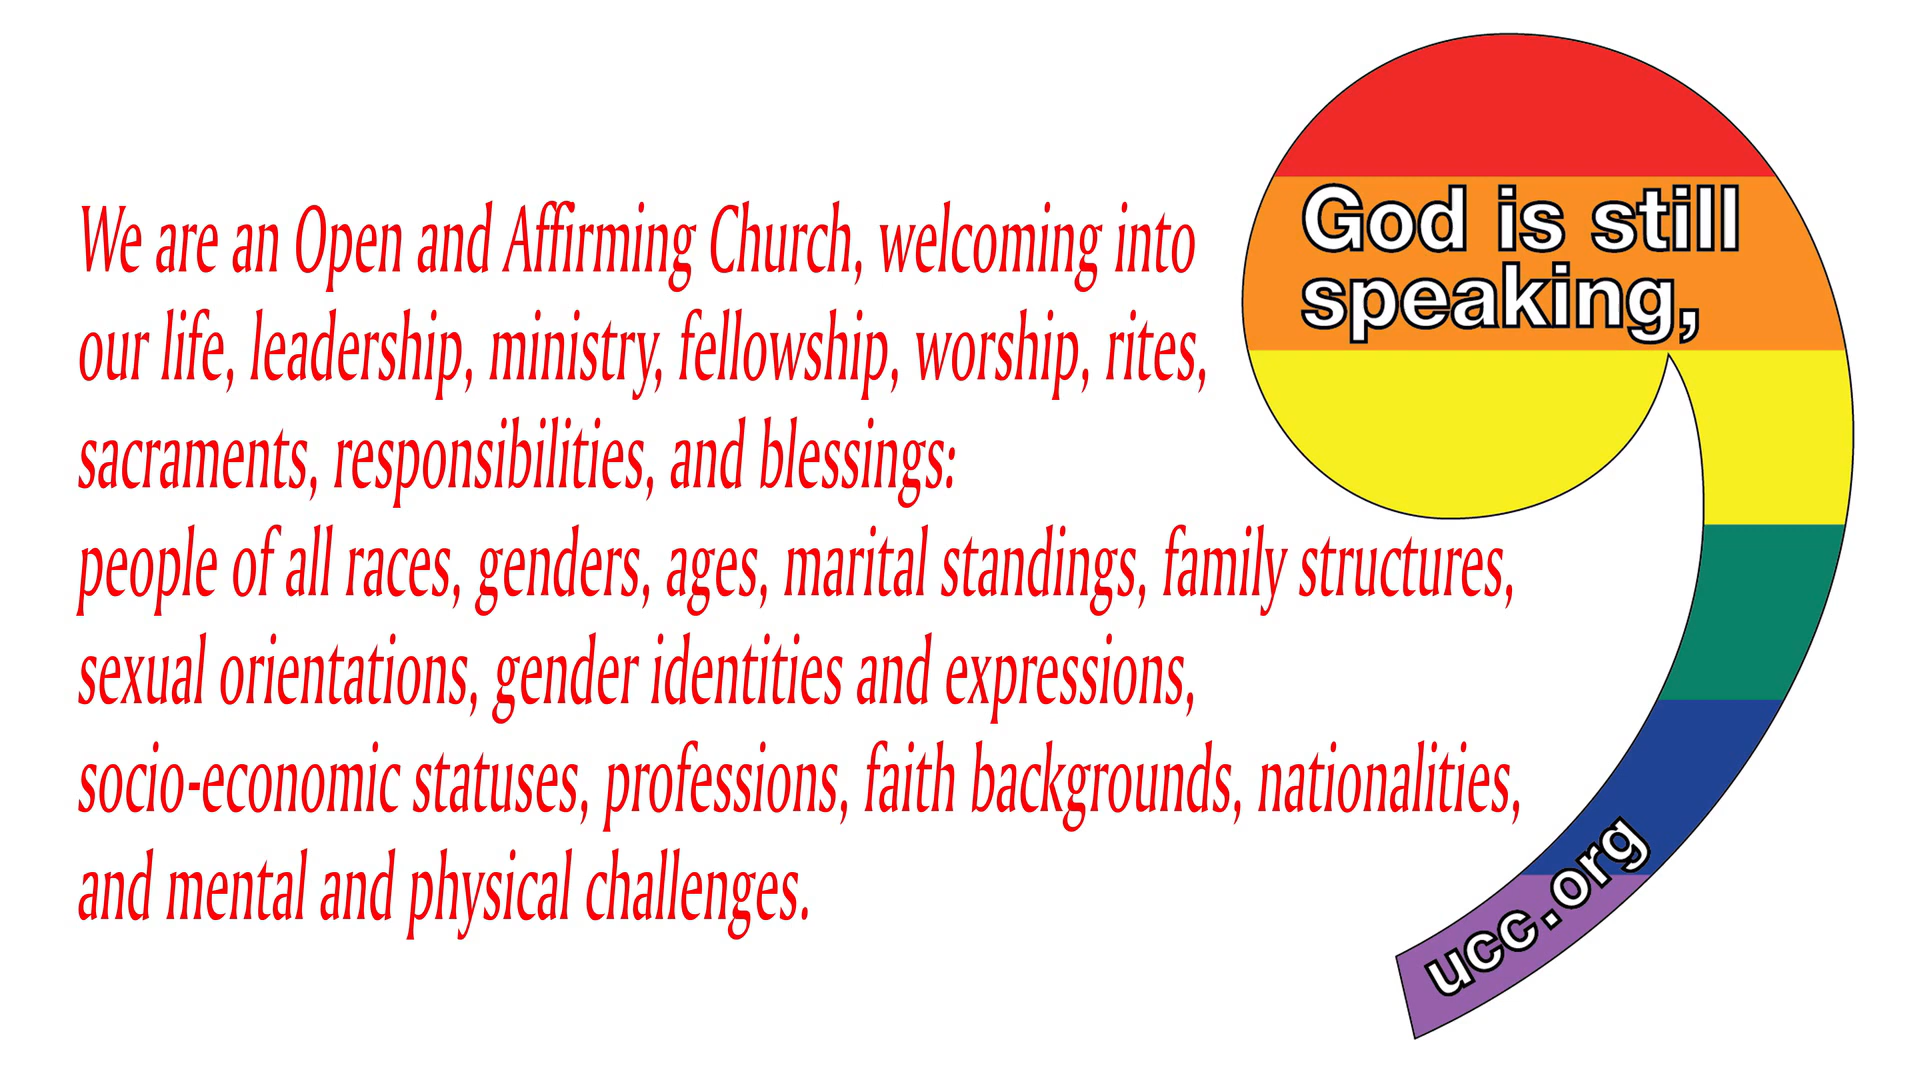 We are an Open and Affirming Church, welcoming into
our life, leadership, ministry, fellowship, worship, rites,
sacraments, responsibilities, and blessings:
people of all races, genders, ages, marital standings, family structures,
sexual orientations, gender identities and expressions,
socio-economic statuses, professions, faith backgrounds, nationalities,
and mental and physical challenges.
God is still
speaking,
ucc.org